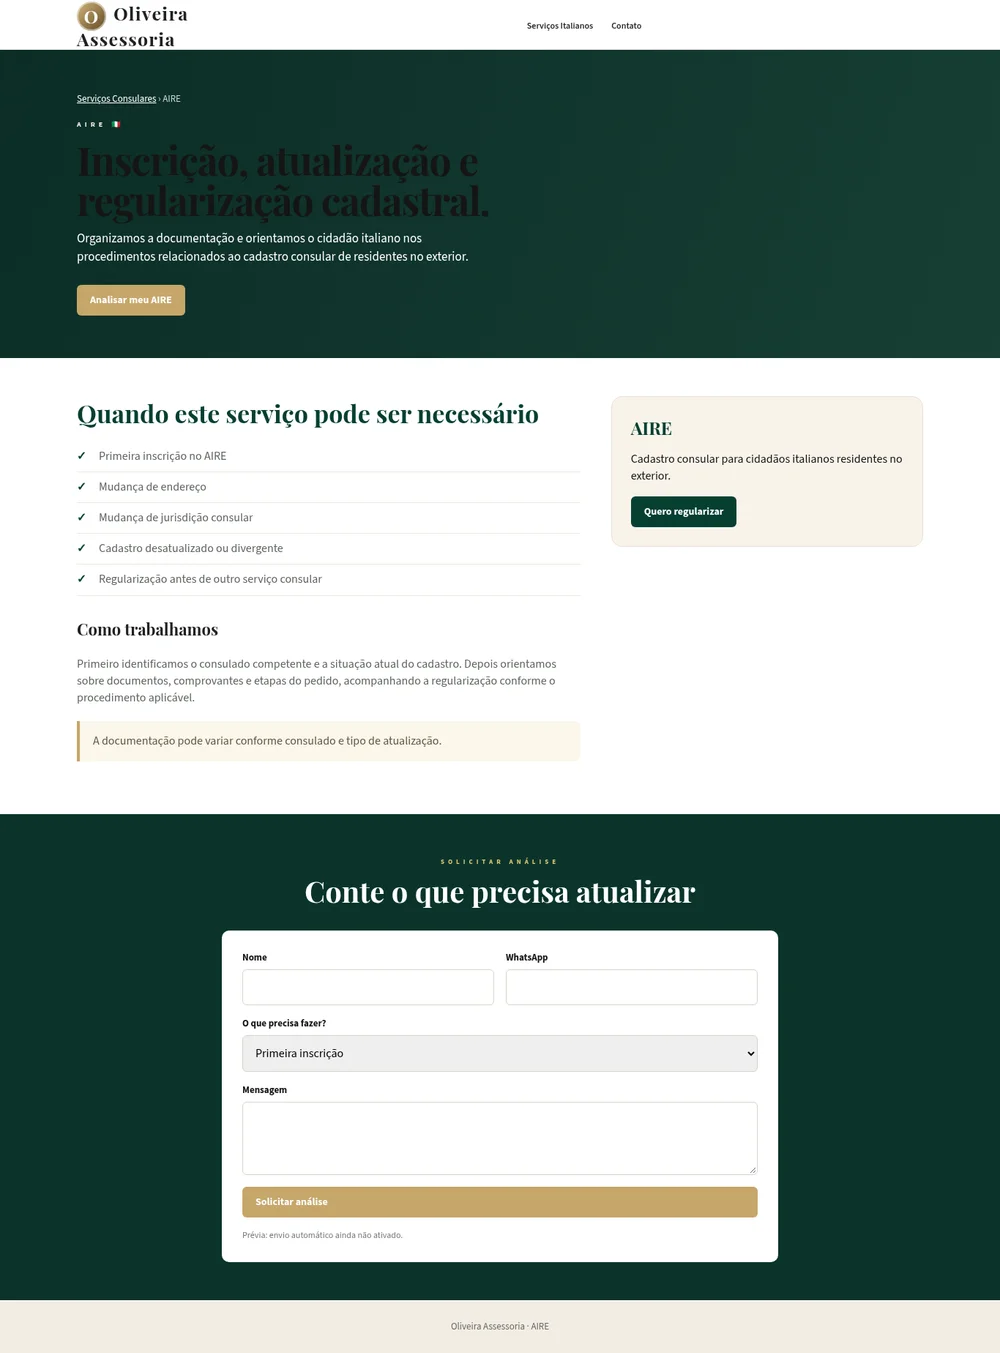 O Oliveira
Assessoria
Serviços Italianos
Contato
Serviços Consulares › AIRE
AIRE 🇮🇹
Inscrição, atualização e
regularização cadastral.
Organizamos a documentação e orientamos o cidadão italiano nos
procedimentos relacionados ao cadastro consular de residentes no exterior.
Analisar meu AIRE
Quando este serviço pode ser necessário
✓ Primeira inscrição no AIRE
✓ Mudança de endereço
✓ Mudança de jurisdição consular
✓ Cadastro desatualizado ou divergente
✓ Regularização antes de outro serviço consular
Como trabalhamos
Primeiro identificamos o consulado competente e a situação atual do cadastro. Depois orientamos
sobre documentos, comprovantes e etapas do pedido, acompanhando a regularização conforme o
procedimento aplicável.
A documentação pode variar conforme consulado e tipo de atualização.
AIRE
Cadastro consular para cidadãos italianos residentes no
exterior.
Quero regularizar
SOLICITAR ANÁLISE
Conte o que precisa atualizar
Nome
WhatsApp
O que precisa fazer?
Primeira inscrição
Mensagem
Solicitar análise
Prévia: envio automático ainda não ativado.
Oliveira Assessoria · AIRE